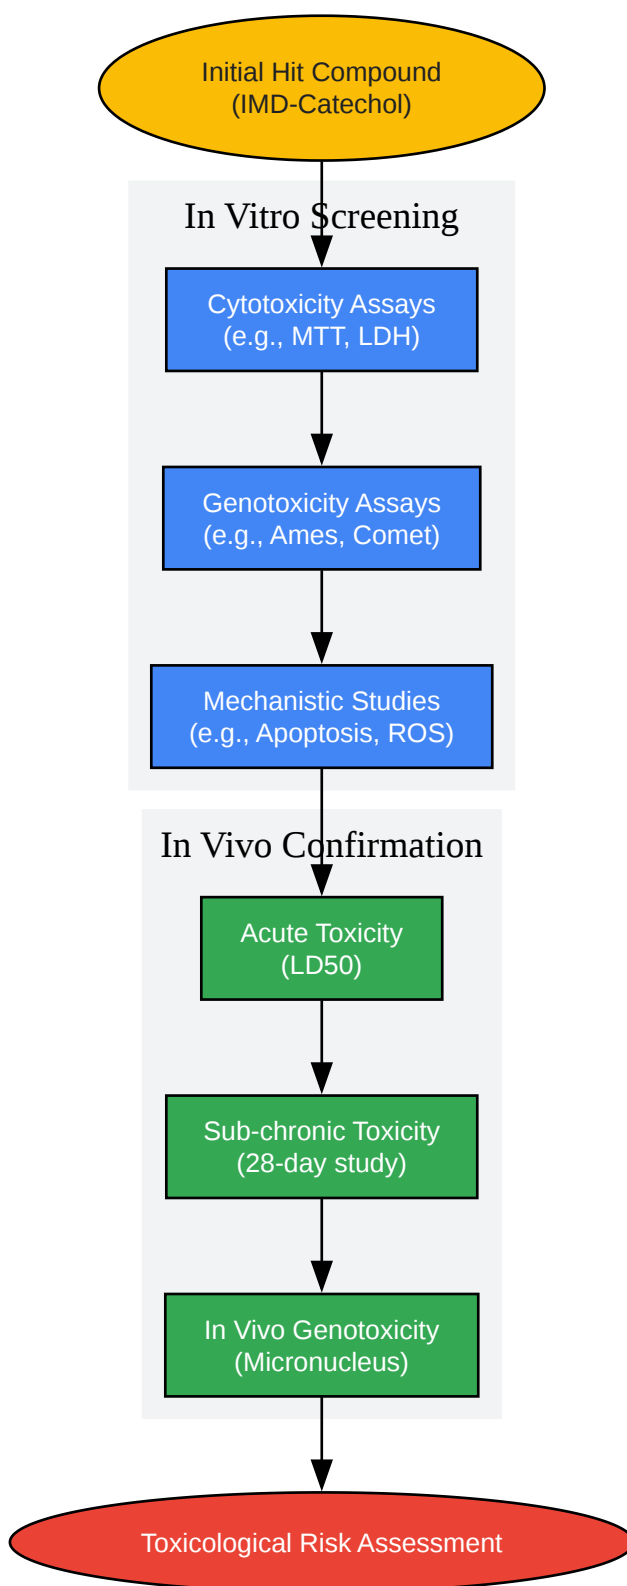 Initial Hit Compound
(IMD-Catechol)
In Vitro Screening
Cytotoxicity Assays
(e.g., MTT, LDH)
Genotoxicity Assays
(e.g., Ames, Comet)
Mechanistic Studies
(e.g., Apoptosis, ROS)
In Vivo Confirmation
Acute Toxicity
(LD50)
Sub-chronic Toxicity
(28-day study)
In Vivo Genotoxicity
(Micronucleus)
Toxicological Risk Assessment